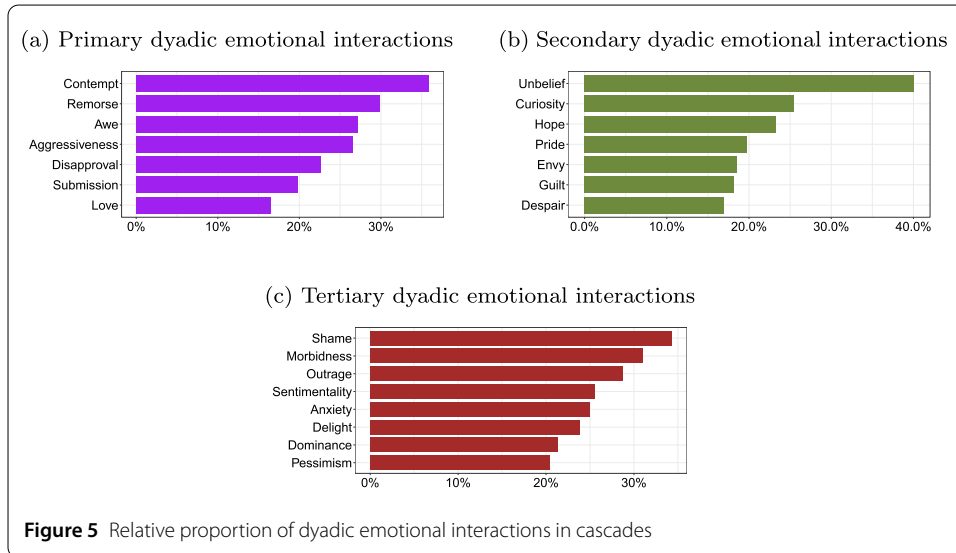 (a) Primary dyadic emotional interactions
Contempt
Remorse
Awe
Aggressiveness
Disapproval
Submission
Love
0% 10% 20% 30%
(b) Secondary dyadic emotional interactions
Unbelief
Curiosity
Hope
Pride
Envy
Guilt
Despair
0.0% 10.0% 20.0% 30.0% 40.0%
(c) Tertiary dyadic emotional interactions
Shame
Morbidness
Outrage
Sentimentality
Anxiety
Delight
Dominance
Pessimism
0% 10% 20% 30%
Figure 5 Relative proportion of dyadic emotional interactions in cascades